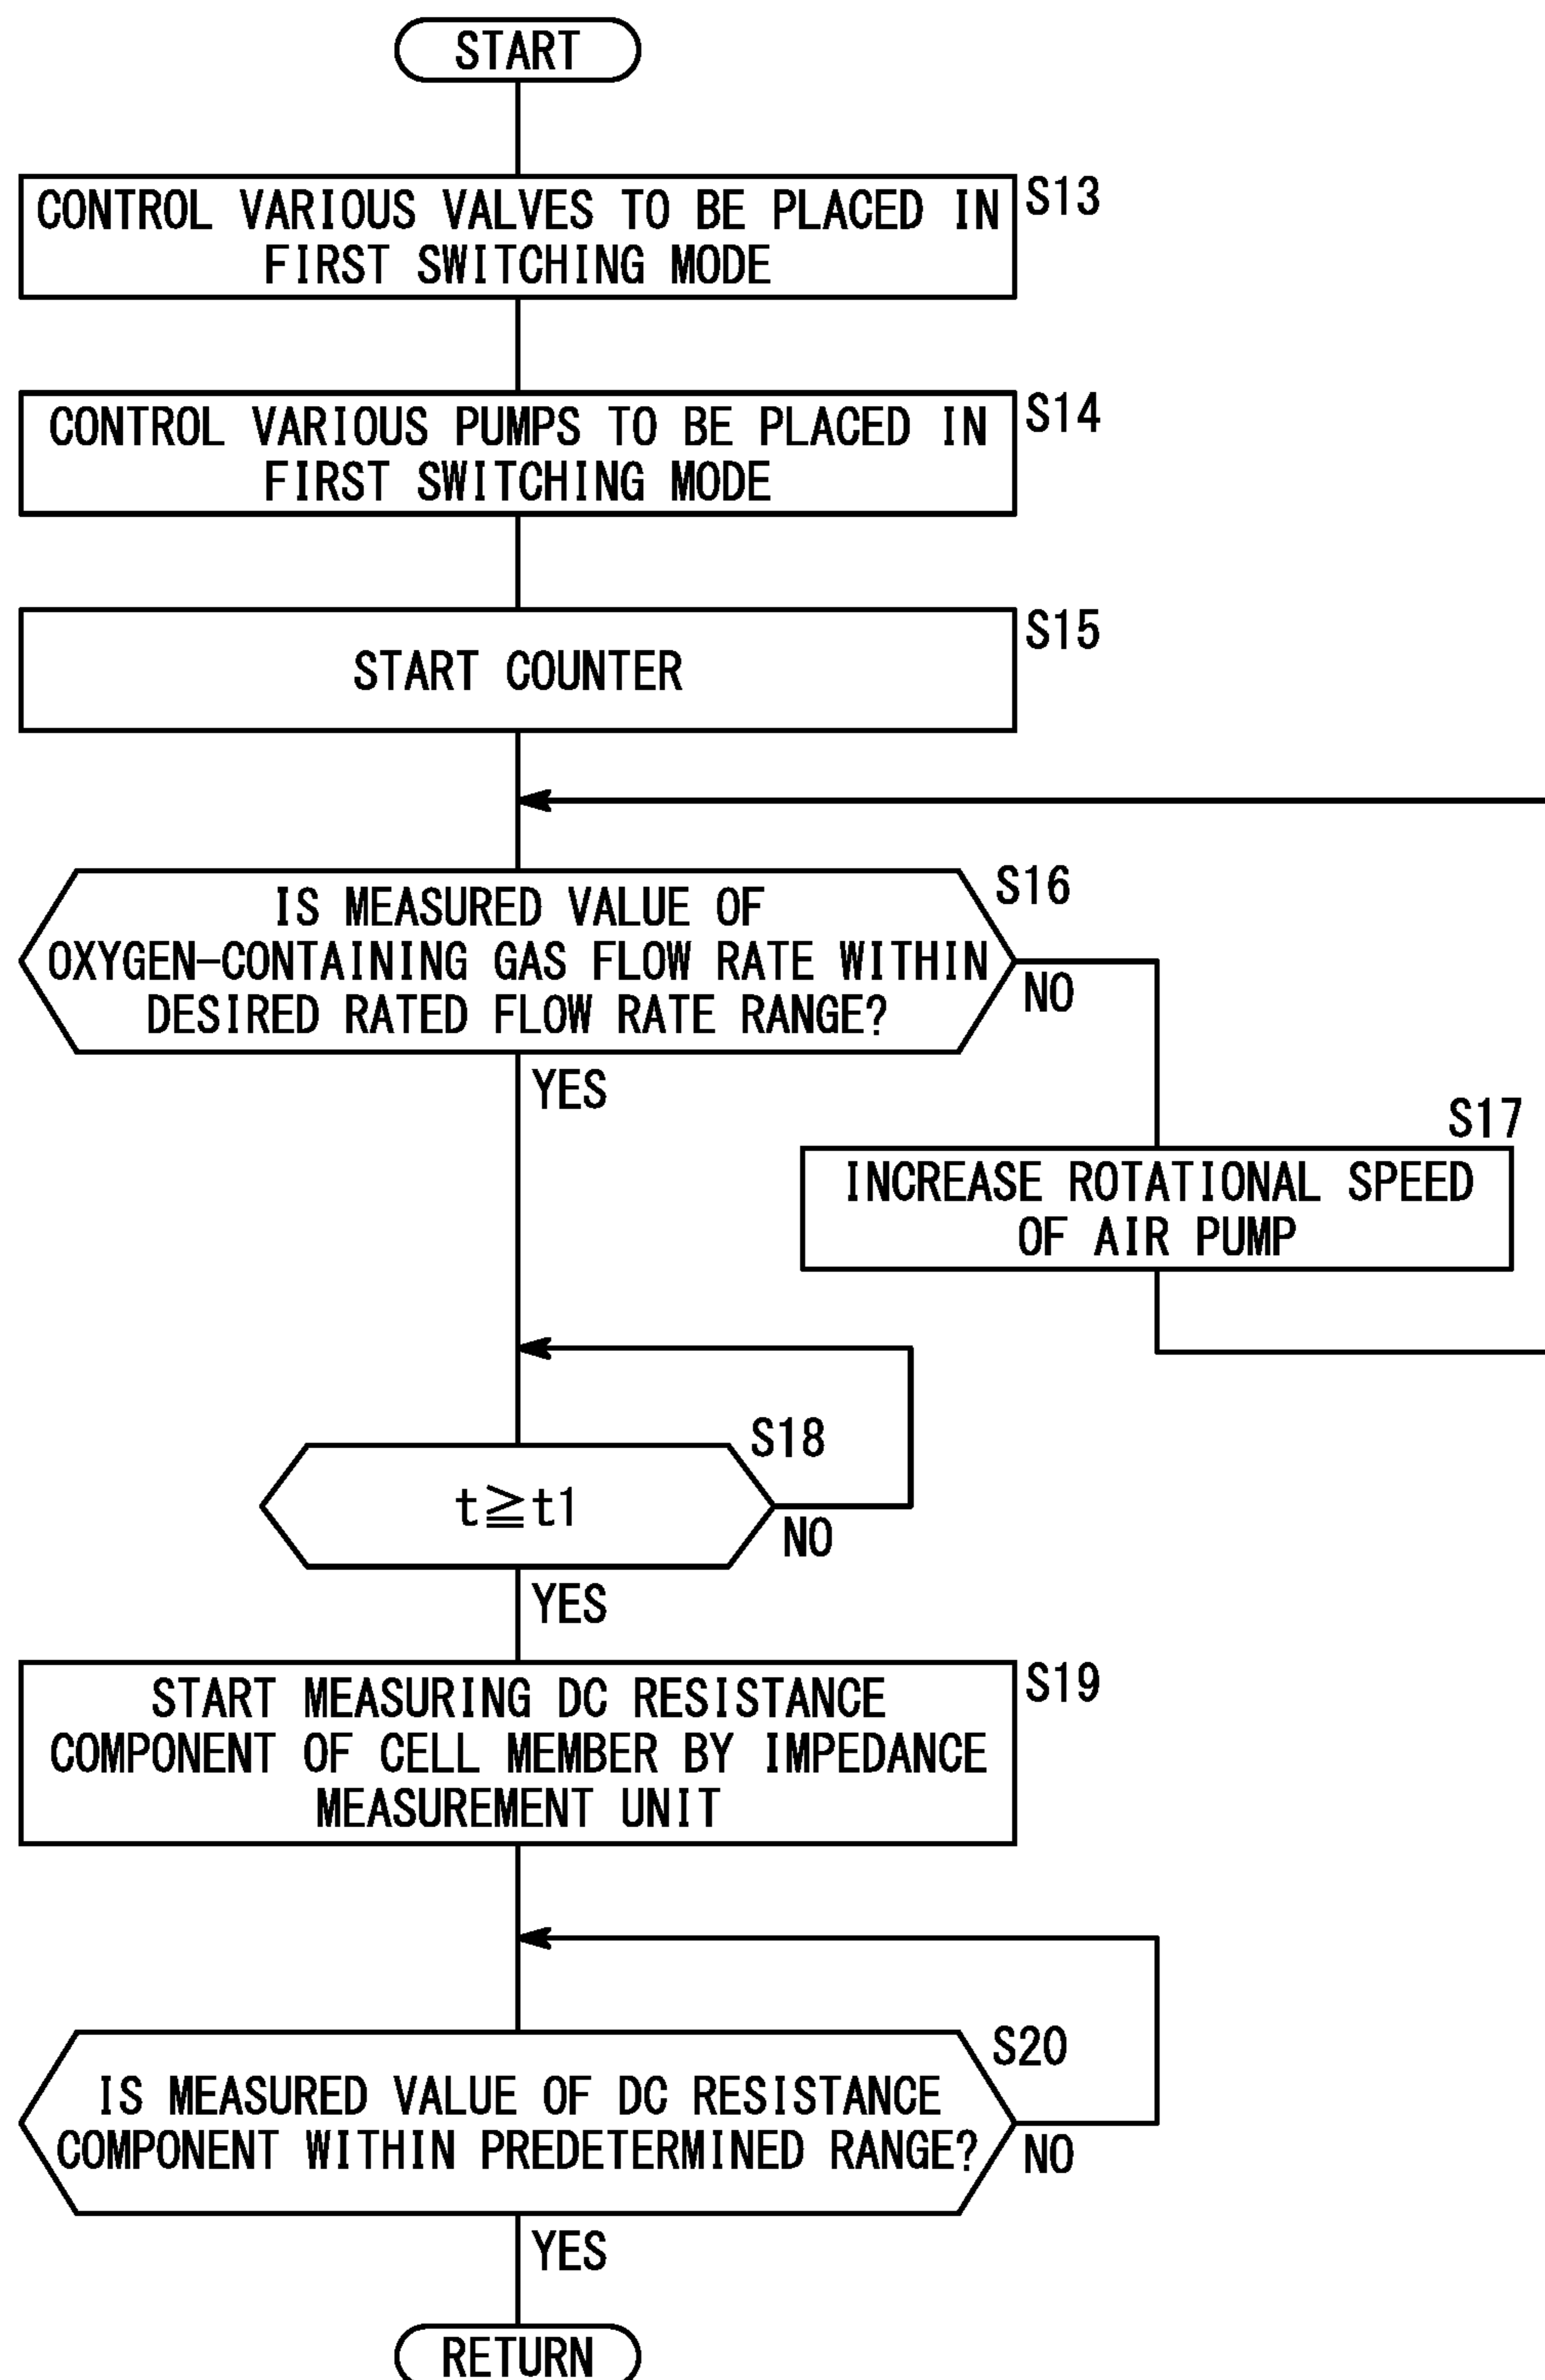 START
CONTROL VARIOUS VALVES TO BE PLACED IN
FIRST SWITCHING MODE
S13
CONTROL VARIOUS PUMPS TO BE PLACED IN
FIRST SWITCHING MODE
S14
START COUNTER
S15
IS MEASURED VALUE OF
OXYGEN-CONTAINING GAS FLOW RATE WITHIN
DESIRED RATED FLOW RATE RANGE?
S16
NO
YES
S17
INCREASE ROTATIONAL SPEED
OF AIR PUMP
S18
t≧t1
NO
YES
START MEASURING DC RESISTANCE
COMPONENT OF CELL MEMBER BY IMPEDANCE
MEASUREMENT UNIT
S19
S20
IS MEASURED VALUE OF DC RESISTANCE
COMPONENT WITHIN PREDETERMINED RANGE?
NO
YES
RETURN